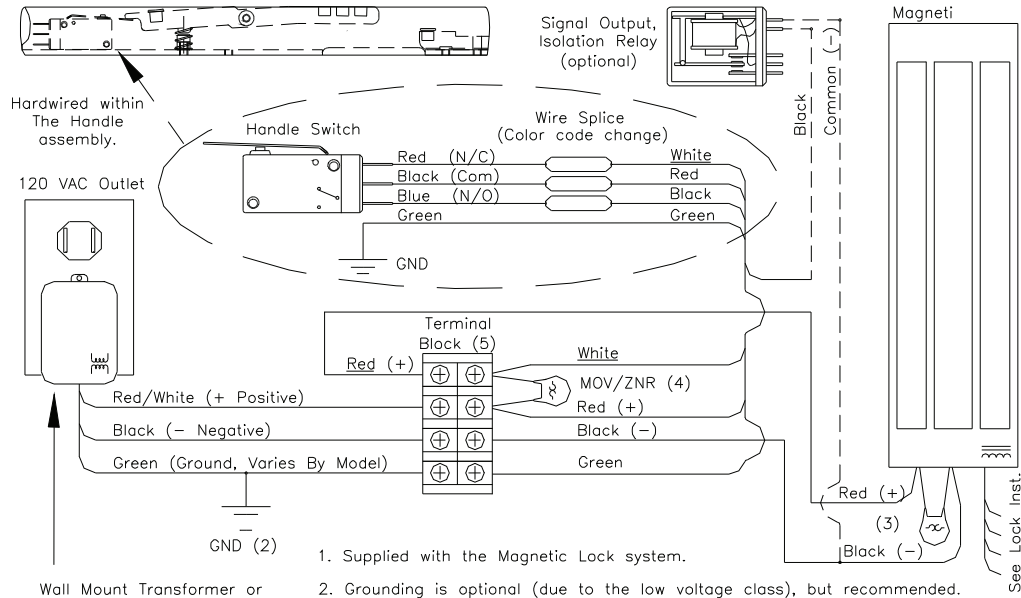 Magneti
Signal Output,
Isolation Relay
(optional)
Black
Common (-)
Hardwired within
The Handle
assembly.
Handle Switch
Wire Splice
(Color code change)
Red (N/C)
White
Black (Com)
Red
Blue (N/O)
Black
Green
Green
GND
120 VAC Outlet
Terminal
Block (5)
Red (+)
White
MOV/ZNR (4)
Red/White (+ Positive)
Red (+)
Black (- Negative)
Black (-)
Green (Ground, Varies By Model)
Green
GND (2)
Red (+)
(3)
Black (-)
See Lock Inst.
Wall Mount Transformer or
1. Supplied with the Magnetic Lock system.
2. Grounding is optional (due to the low voltage class), but recommended.